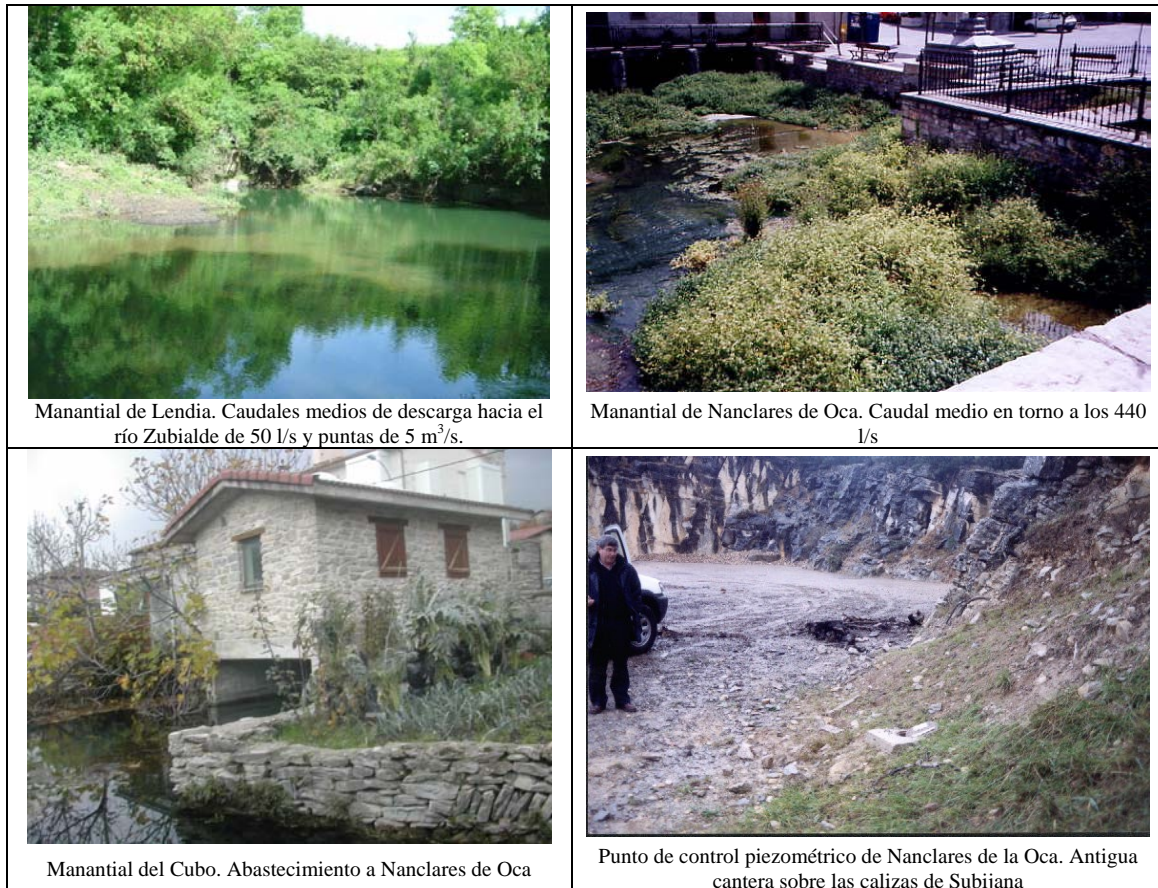 Manantial de Lendia. Caudales medios de descarga hacia el
río Zubialde de 50 l/s y puntas de 5 m³/s.
Manantial de Nanclares de Oca. Caudal medio en torno a los 440
l/s
Manantial del Cubo. Abastecimiento a Nanclares de Oca
Punto de control piezométrico de Nanclares de la Oca. Antigua
cantera sobre las calizas de Subijana